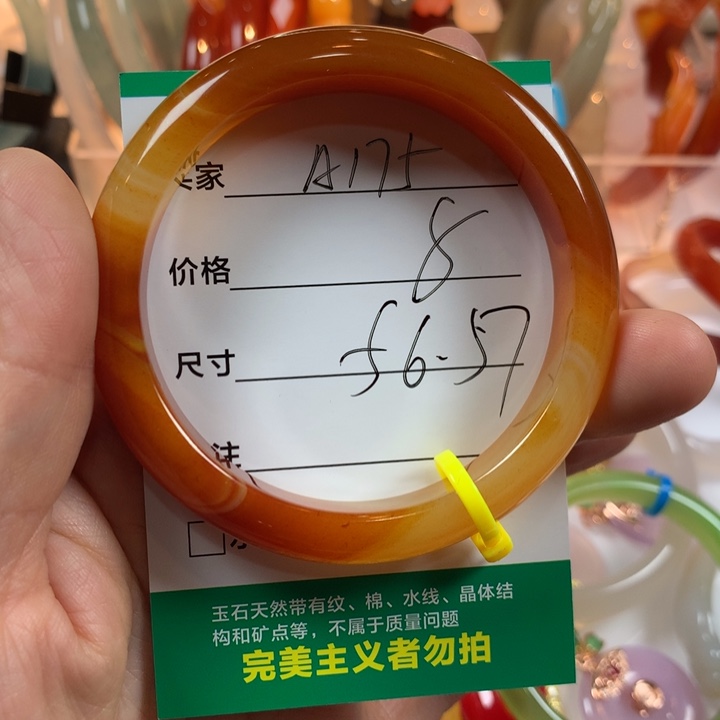 卖家 A175
价格 8
尺寸 56-57
注
玉石天然带有纹、棉、水线、晶体结
构和矿点等，不属于质量问题
完美主义者勿拍